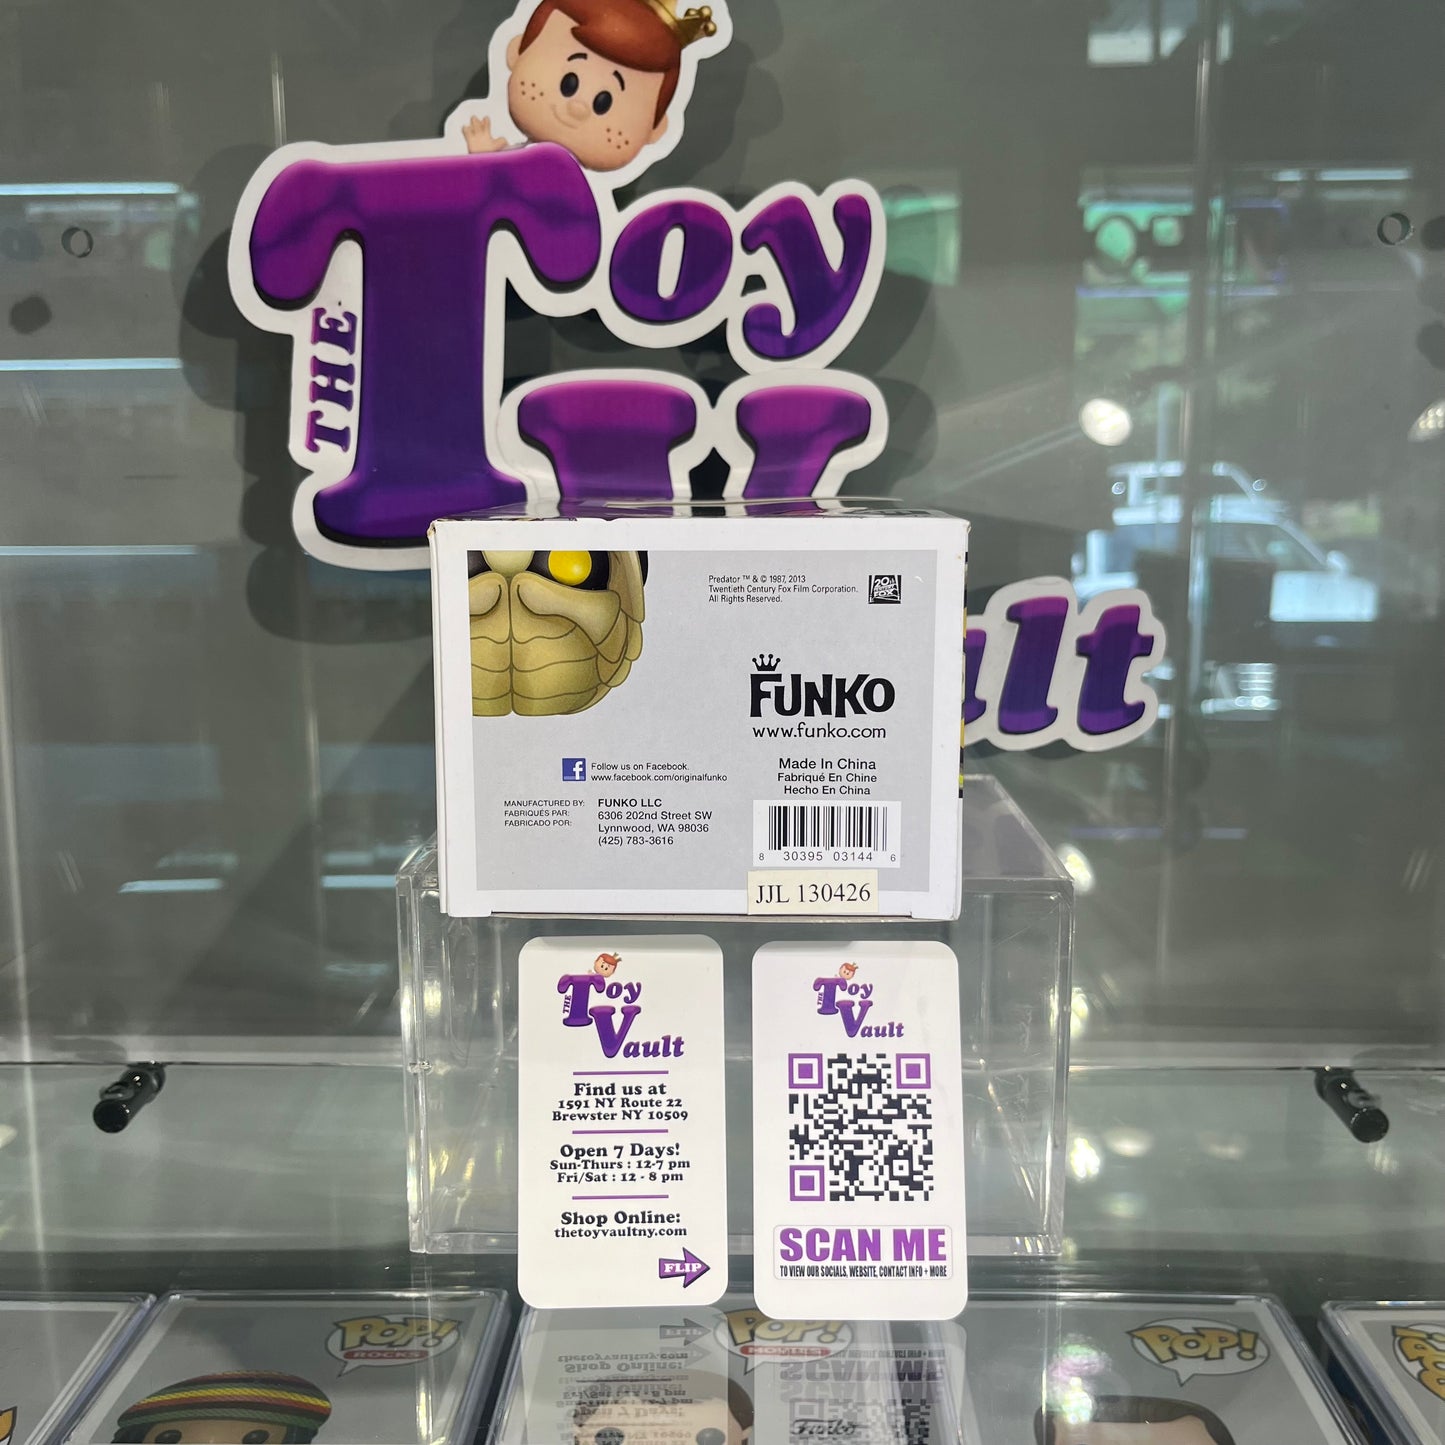 THE Toy
Vault
Predator ™ & © 1987, 2013
Twentieth Century Fox Film Corporation.
All Rights Reserved.
20th
CENTURY
FOX
FUNKO
www.funko.com
Follow us on Facebook.
www.facebook.com/originalfunko
Made In China
Fabriqué En Chine
Hecho En China
MANUFACTURED BY:
FABRIQUÉS PAR:
FABRICADO POR:
FUNKO LLC
6306 202nd Street SW
Lynnwood, WA 98036
(425) 783-3616
8 30395 03144 6
JJL 130426
THE Toy
Vault
Find us at
1591 NY Route 22
Brewster NY 10509
Open 7 Days!
Sun-Thurs : 12-7 pm
Fri/Sat : 12 - 8 pm
Shop Online:
thetoyvaultny.com
FLIP
THE Toy
Vault
SCAN ME
TO VIEW OUR SOCIALS, WEBSITE, CONTACT INFO + MORE
POP!
ROCKS
POP!
MOVIES
POP!
Funko